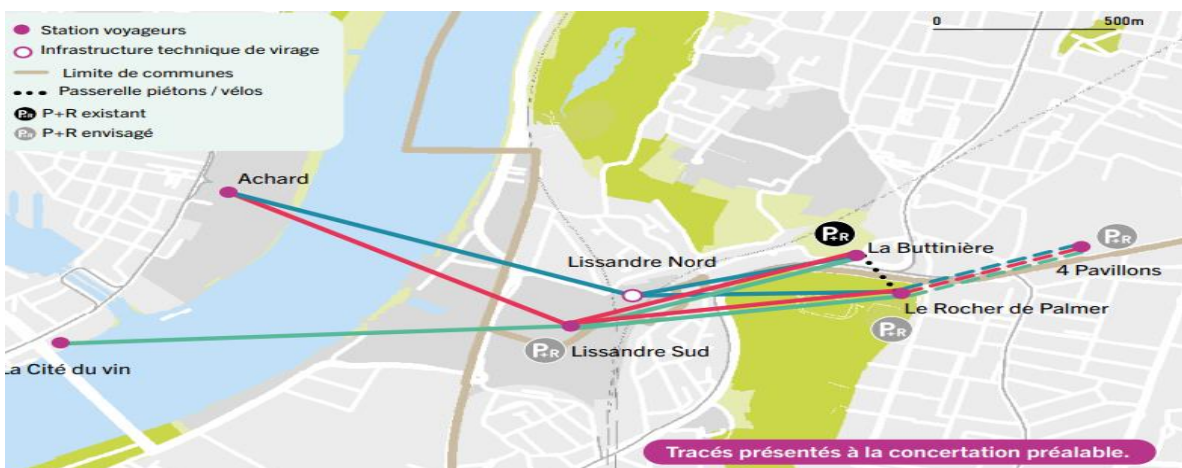 Station voyageurs
Infrastructure technique de virage
Limite de communes
Passerelle piétons / vélos
P+R P+R existant
P+R P+R envisagé
0 500m
Achard
P+R
La Buttinière
P+R
Lissandre Nord
4 Pavillons
Le Rocher de Palmer
P+R
P+R Lissandre Sud
a Cité du vin
Tracés présentés à la concertation préalable.